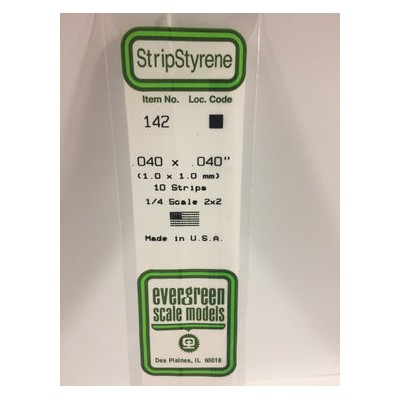 StripStyrene
Item No. Loc. Code
142
.040 x .040"
(1.0 x 1.0 mm)
10 Strips
1/4 Scale 2x2
Made in U.S.A.
evergreen
scale models
Des Plaines, IL 60018